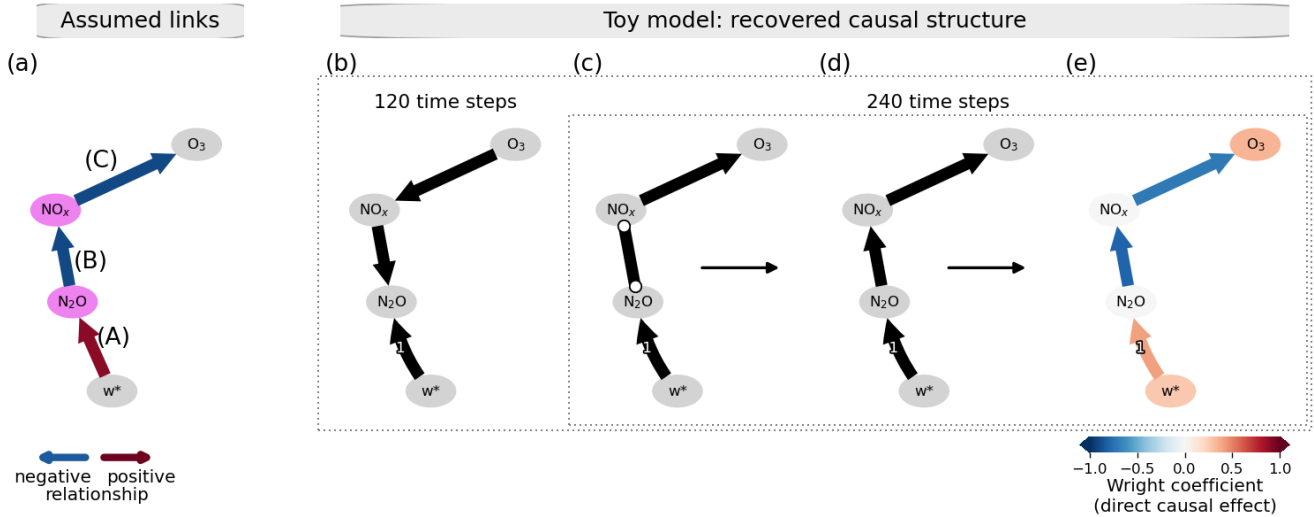 Assumed links
Toy model: recovered causal structure
(a)
(b)
(c)
(d)
(e)
120 time steps
240 time steps
O₃
(C)
NOₓ
(B)
N₂O
(A)
w*
O₃
NOₓ
N₂O
1
w*
O₃
NOₓ
N₂O
1
w*
O₃
NOₓ
N₂O
1
w*
O₃
NOₓ
N₂O
1
w*
negative positive
relationship
−1.0 −0.5 0.0 0.5 1.0
Wright coefficient
(direct causal effect)